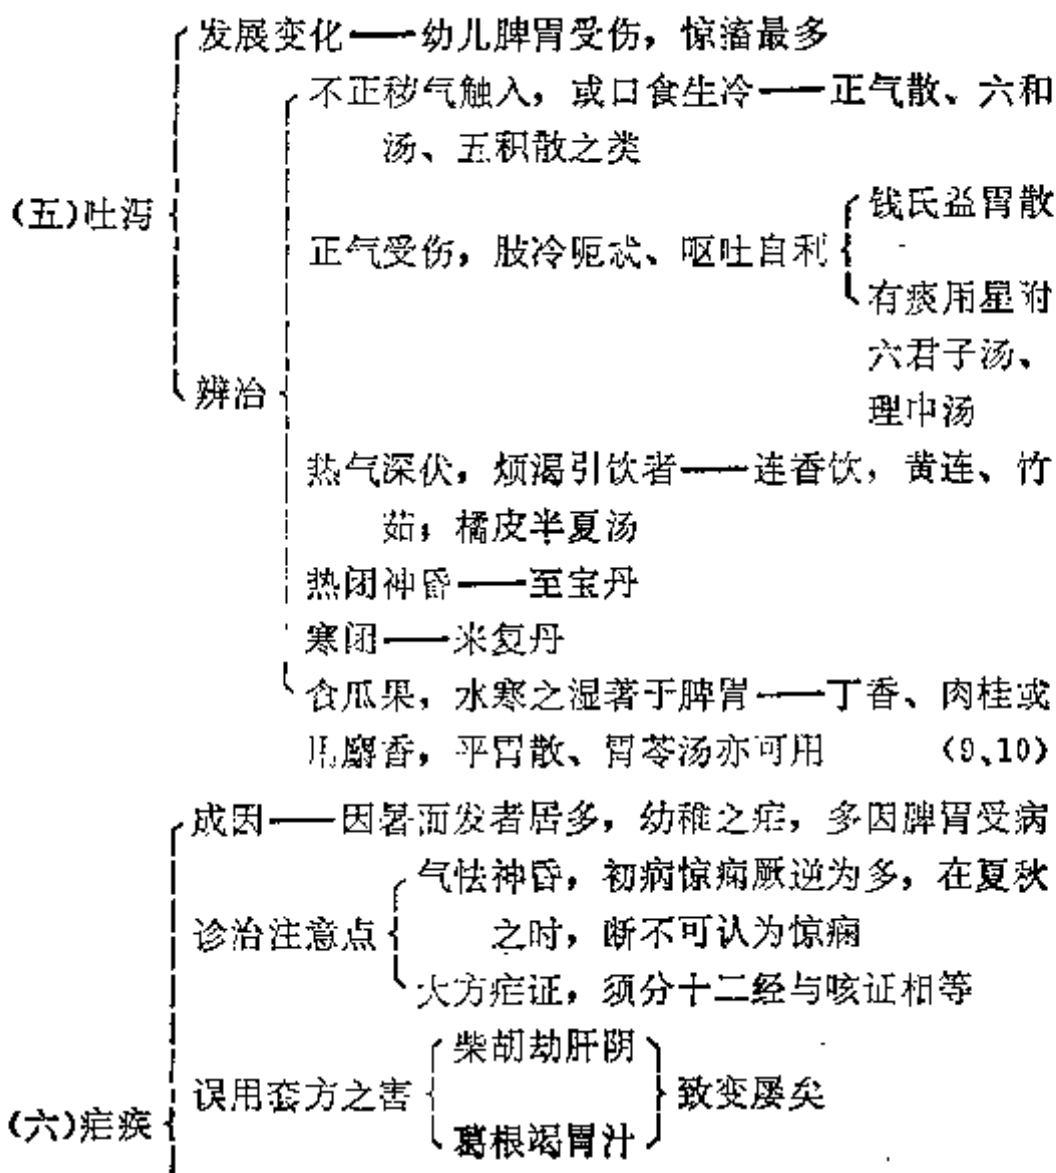 发展变化——幼儿脾胃受伤，惊搐最多
不正秽气触入，或口食生冷——正气散、六和
汤、五积散之类
(五)吐泻
正气受伤，肢冷呃忒、呕吐自利
钱氏益胃散
有痰用星附
六君子汤、
理中汤
辨治
热气深伏，烦渴引饮者——连香饮，黄连、竹
茹；橘皮半夏汤
热闭神昏——至宝丹
寒闭——来复丹
食瓜果，水寒之湿著于脾胃——丁香、肉桂或
用麝香，平胃散、胃苓汤亦可用 (9、10)
成因——因暑而发者居多，幼稚之疟，多因脾胃受病
诊治注意点
气怯神昏，初病惊痫厥逆为多，在夏秋
之时，断不可认为惊痫
大方疟证，须分十二经与咳证相等
误用套方之害
柴胡劫肝阴
葛根竭胃汁
致变屡矣
(六)疟疾